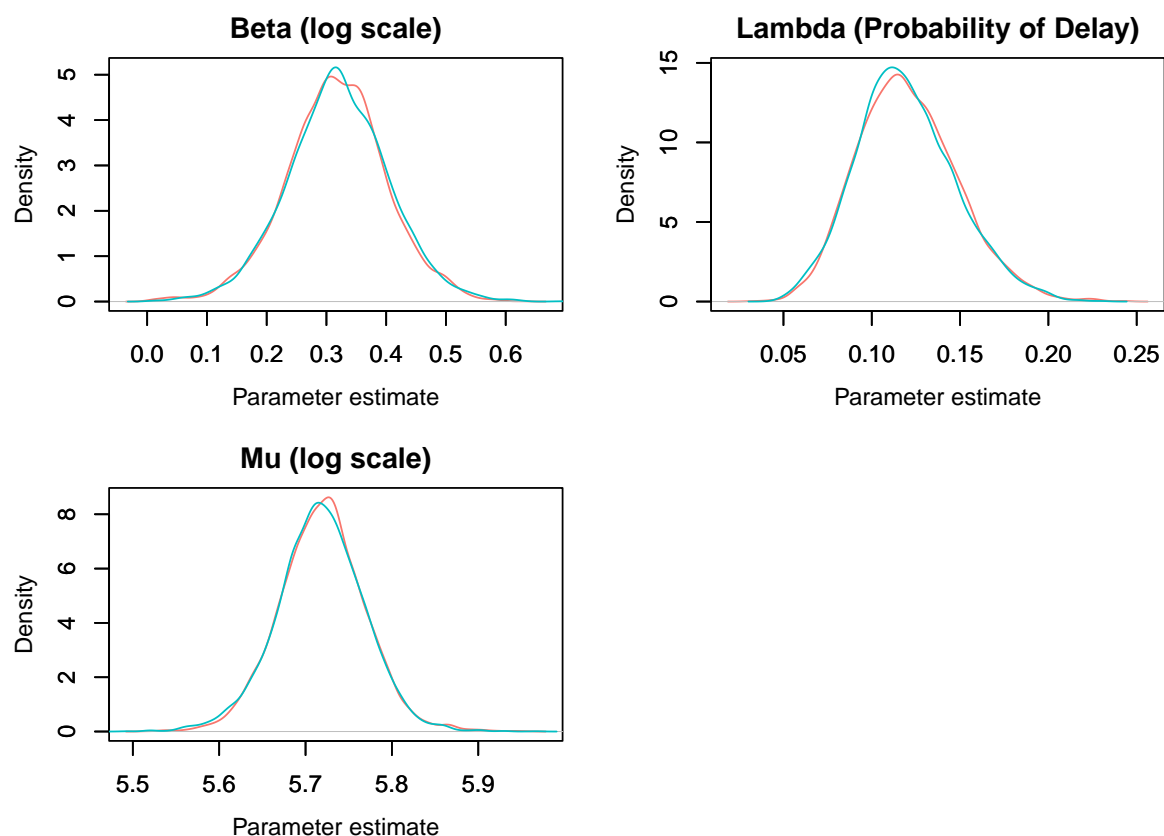 Beta (log scale)
Density
0 1 2 3 4 5
0.0 0.1 0.2 0.3 0.4 0.5 0.6
Parameter estimate
Lambda (Probability of Delay)
Density
0 5 10 15
0.05 0.10 0.15 0.20 0.25
Parameter estimate
Mu (log scale)
Density
0 2 4 6 8
5.5 5.6 5.7 5.8 5.9
Parameter estimate